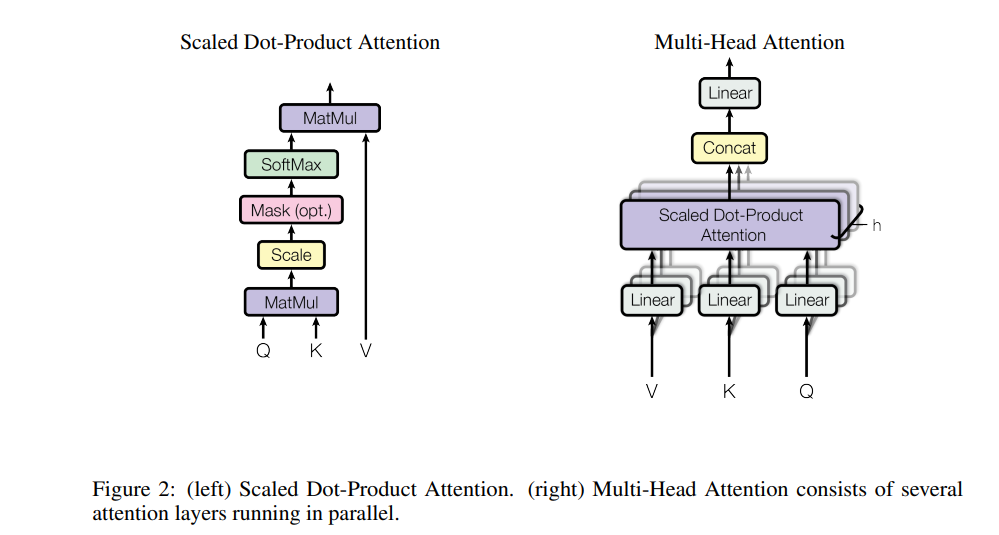 Scaled Dot-Product Attention
MatMul
SoftMax
Mask (opt.)
Scale
MatMul
Q K V
Multi-Head Attention
Linear
Concat
Scaled Dot-Product
Attention
h
Linear Linear Linear
V K Q
Figure 2: (left) Scaled Dot-Product Attention. (right) Multi-Head Attention consists of several
attention layers running in parallel.